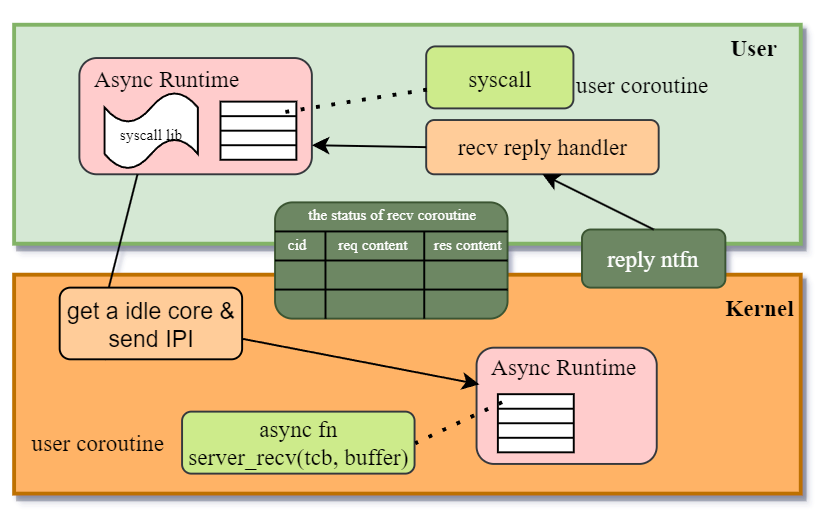 User
Async Runtime
syscall lib
syscall
user coroutine
recv reply handler
the status of recv coroutine
cid req content res content
reply ntfn
Kernel
get a idle core &
send IPI
Async Runtime
user coroutine
async fn
server_recv(tcb, buffer)